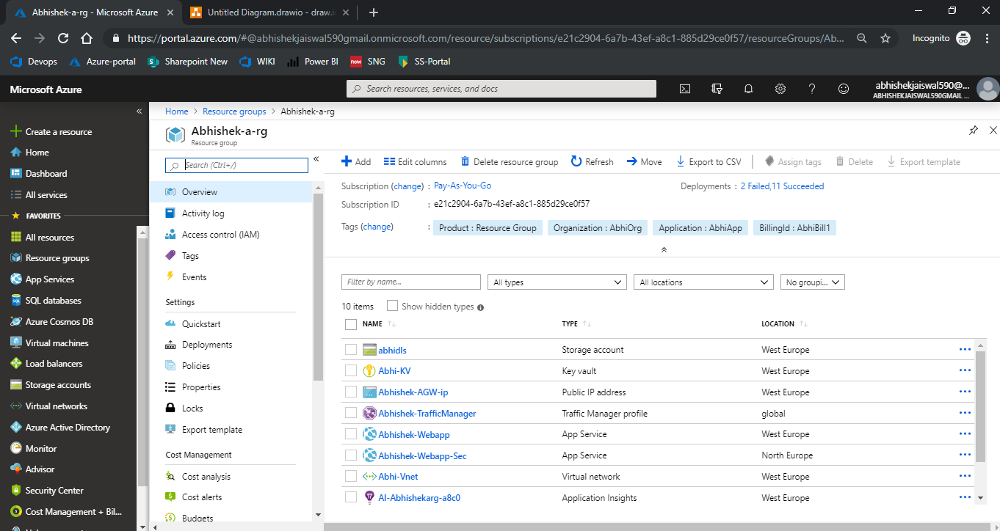 Abhishek-a-rg - Microsoft Azure
Untitled Diagram.drawio - draw.i
https://portal.azure.com/#@abhishekjaiswal590gmail.onmicrosoft.com/resource/subscriptions/e21c2904-6a7b-43ef-a8c1-885d29ce0f57/resourceGroups/Ab...
Incognito
Devops
Azure-portal
Sharepoint New
WIKI
Power BI
now SNG
SS-Portal
Microsoft Azure
Search resources, services, and docs
abhishekjaiswal590@...
ABHISHEKJAISWAL590GMAIL ...
Create a resource
Home
Dashboard
All services
FAVORITES
All resources
Resource groups
App Services
SQL databases
Azure Cosmos DB
Virtual machines
Load balancers
Storage accounts
Virtual networks
Azure Active Directory
Monitor
Advisor
Security Center
Cost Management + Bil...
Home > Resource groups > Abhishek-a-rg
Abhishek-a-rg
Resource group
Search (Ctrl+/)
Overview
Activity log
Access control (IAM)
Tags
Events
Settings
Quickstart
Deployments
Policies
Properties
Locks
Export template
Cost Management
Cost analysis
Cost alerts
Budgets
Add
Edit columns
Delete resource group
Refresh
Move
Export to CSV
Assign tags
Delete
Export template
Subscription (change) : Pay-As-You-Go
Deployments : 2 Failed,11 Succeeded
Subscription ID : e21c2904-6a7b-43ef-a8c1-885d29ce0f57
Tags (change) : Product : Resource Group Organization : AbhiOrg Application : AbhiApp BillingId : AbhiBill1
Filter by name...
All types
All locations
No groupi...
10 items
Show hidden types
NAME TYPE LOCATION
abhidls Storage account West Europe
Abhi-KV Key vault West Europe
Abhishek-AGW-ip Public IP address West Europe
Abhishek-TrafficManager Traffic Manager profile global
Abhishek-Webapp App Service West Europe
Abhishek-Webapp-Sec App Service North Europe
Abhi-Vnet Virtual network West Europe
AI-Abhishekarg-a8c0 Application Insights West Europe